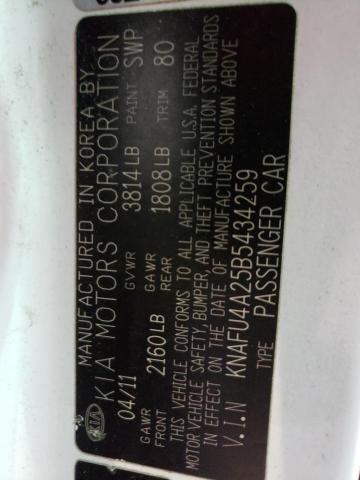 MANUFACTURED IN KOREA BY
KIA MOTORS CORPORATION
04/11 GVWR 3814LB PAINT SWP
GAWR FRONT 2160LB GAWR REAR 1808LB TRIM 80
THIS VEHICLE CONFORMS TO ALL APPLICABLE U.S.A. FEDERAL
MOTOR VEHICLE SAFETY, BUMPER, AND THEFT PREVENTION STANDARDS
IN EFFECT ON THE DATE OF MANUFACTURE SHOWN ABOVE
V.I.N KNAFU4A25B5434259
TYPE PASSENGER CAR
KIA